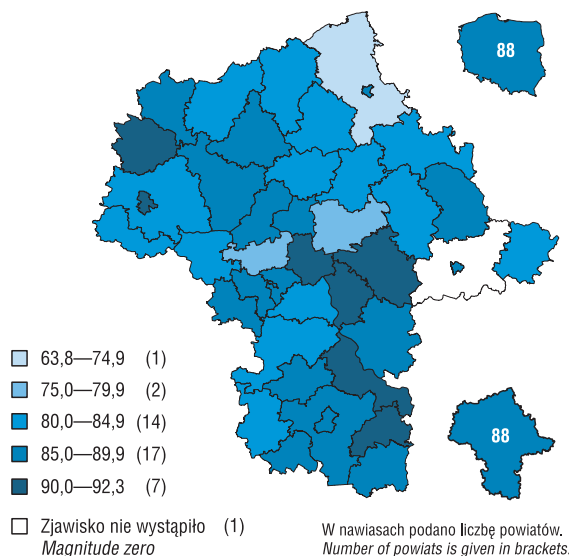 88
63,8—74,9 (1)
75,0—79,9 (2)
80,0—84,9 (14)
85,0—89,9 (17)
90,0—92,3 (7)
88
Zjawisko nie wystąpiło (1)
Magnitude zero
W nawiasach podano liczbę powiatów.
Number of powiats is given in brackets